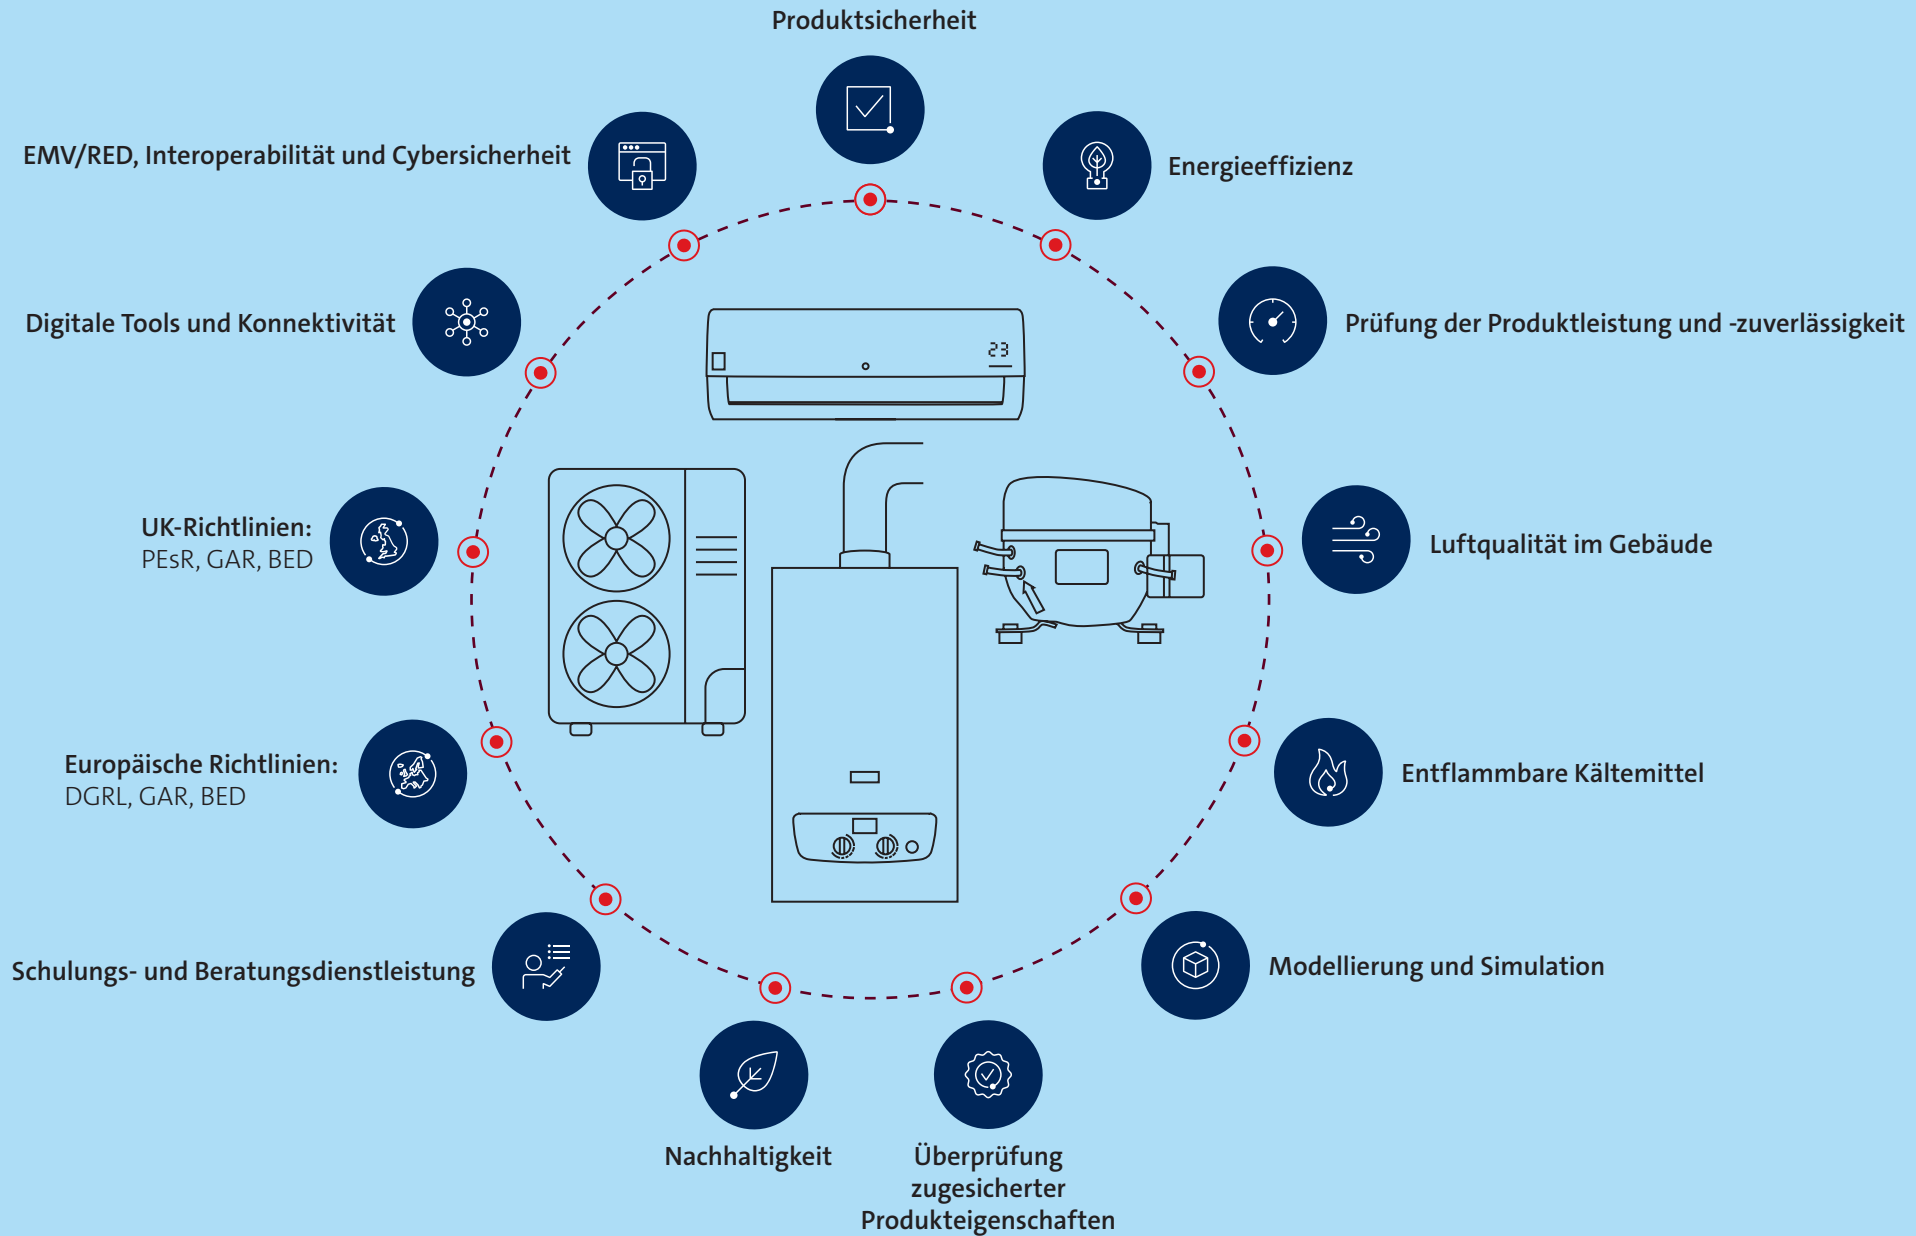 Produktsicherheit
EMV/RED, Interoperabilität und Cybersicherheit
Energieeffizienz
Digitale Tools und Konnektivität
Prüfung der Produktleistung und -zuverlässigkeit
23
UK-Richtlinien:
PEsR, GAR, BED
Luftqualität im Gebäude
Europäische Richtlinien:
DGRL, GAR, BED
Entflammbare Kältemittel
Schulungs- und Beratungsdienstleistung
Modellierung und Simulation
Nachhaltigkeit
Überprüfung
zugesicherter
Produkteigenschaften